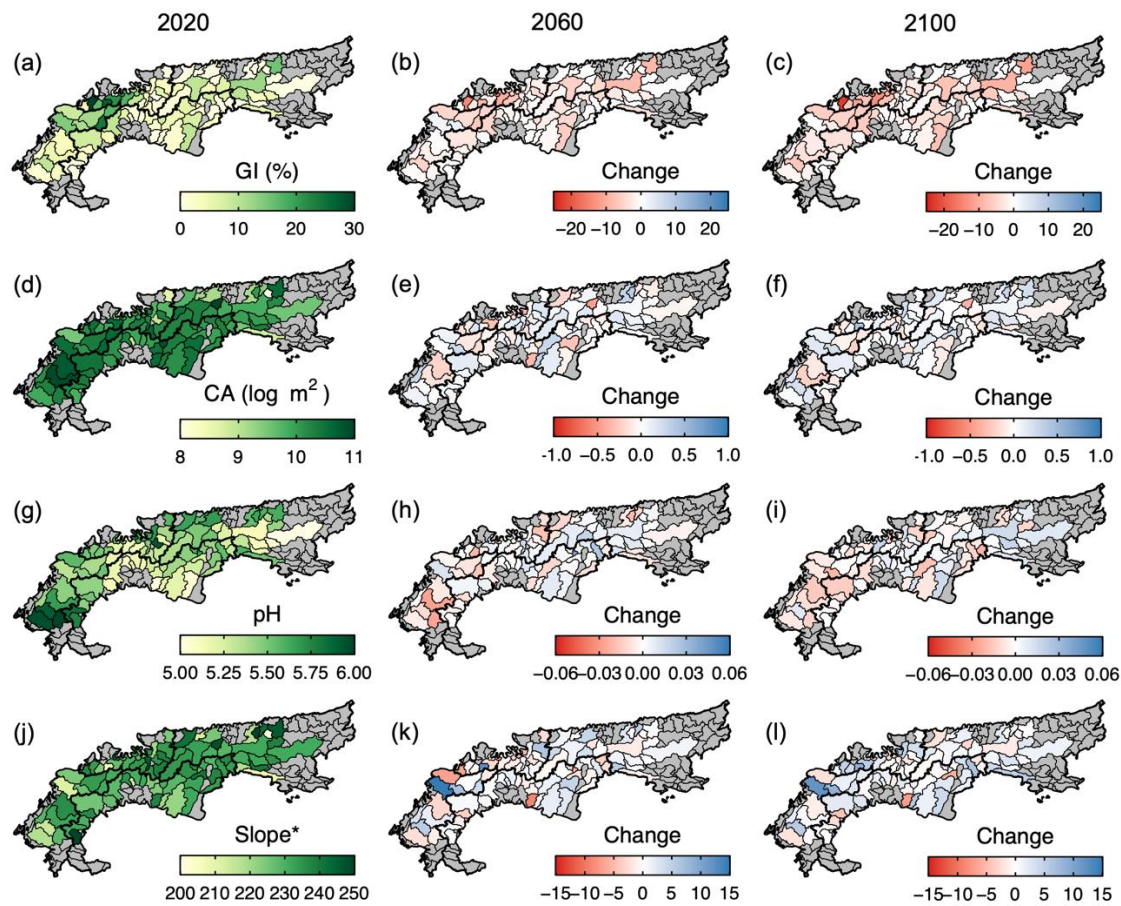 2020 2060 2100
(a) (b) (c)
GI (%) Change Change
0 10 20 30 −20 −10 0 10 20 −20 −10 0 10 20
(d) (e) (f)
CA (log m²) Change Change
8 9 10 11 -1.0 −0.5 0.0 0.5 1.0 -1.0 −0.5 0.0 0.5 1.0
(g) (h) (i)
pH Change Change
5.00 5.25 5.50 5.75 6.00 −0.06 −0.03 0.00 0.03 0.06 −0.06 −0.03 0.00 0.03 0.06
(j) (k) (l)
Slope* Change Change
200 210 220 230 240 250 −15 −10 −5 0 5 10 15 −15 −10 −5 0 5 10 15